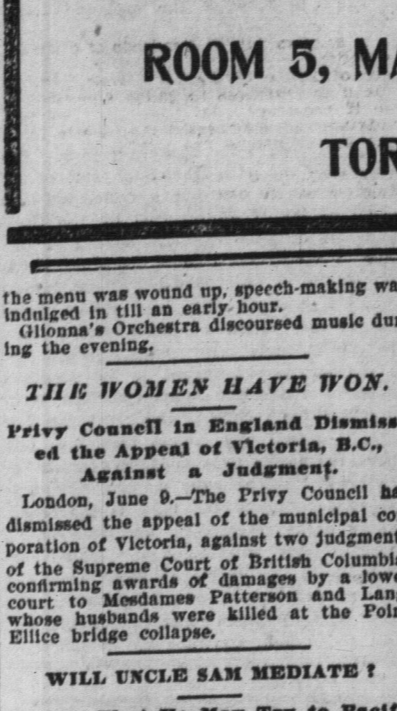 ROOM 5, MA
TOR
the menu was wound up, speech-making wa
indulged in till an early hour.
Glionna's Orchestra discoursed music du
ing the evening.
THE WOMEN HAVE WON.
Privy Council in England Dismiss
ed the Appeal of Victoria, B.C.,
Against a Judgment.
London, June 9.—The Privy Council ha
dismissed the appeal of the municipal co
poration of Victoria, against two judgment
of the Supreme Court of British Columbi
confirming awards of damages by a lowe
court to Mesdames Patterson and Lan
whose husbands were killed at the Poin
Ellice bridge collapse.
WILL UNCLE SAM MEDIATE ?